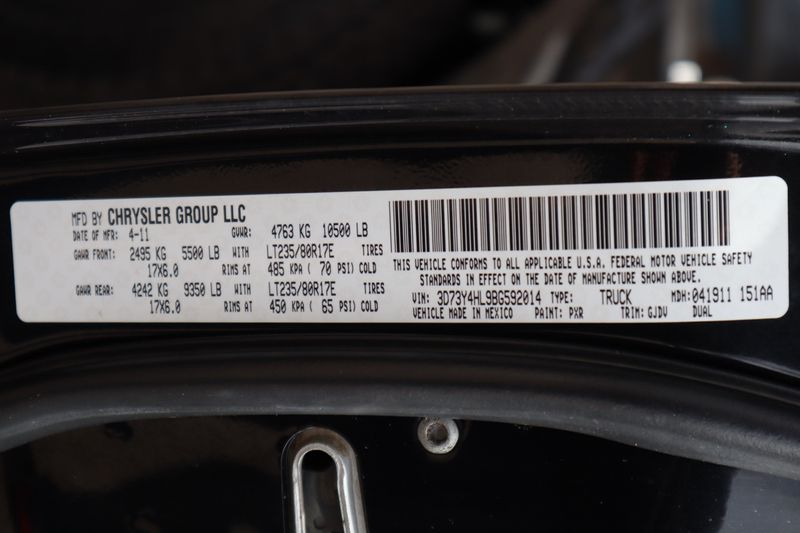 MFD BY CHRYSLER GROUP LLC
DATE OF MFR: 4-11 GVWR: 4763 KG 10500 LB
GAWR FRONT: 2495 KG 5500 LB WITH LT235/80R17E TIRES
17X6.0 RIMS AT 485 KPA ( 70 PSI) COLD
GAWR REAR: 4242 KG 9350 LB WITH LT235/80R17E TIRES
17X6.0 RIMS AT 450 KPA ( 65 PSI) COLD
THIS VEHICLE CONFORMS TO ALL APPLICABLE U.S.A. FEDERAL MOTOR VEHICLE SAFETY
STANDARDS IN EFFECT ON THE DATE OF MANUFACTURE SHOWN ABOVE.
VIN: 3D73Y4HL9BG592014 TYPE: TRUCK MDH: 041911 151AA
VEHICLE MADE IN MEXICO PAINT: PXR TRIM: GJDV DUAL